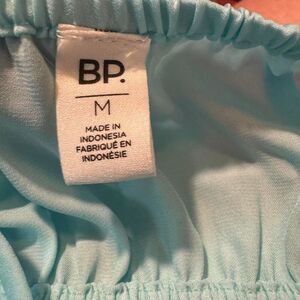 BP.
M
MADE IN
INDONESIA
FABRIQUÉ EN
INDONÉSIE